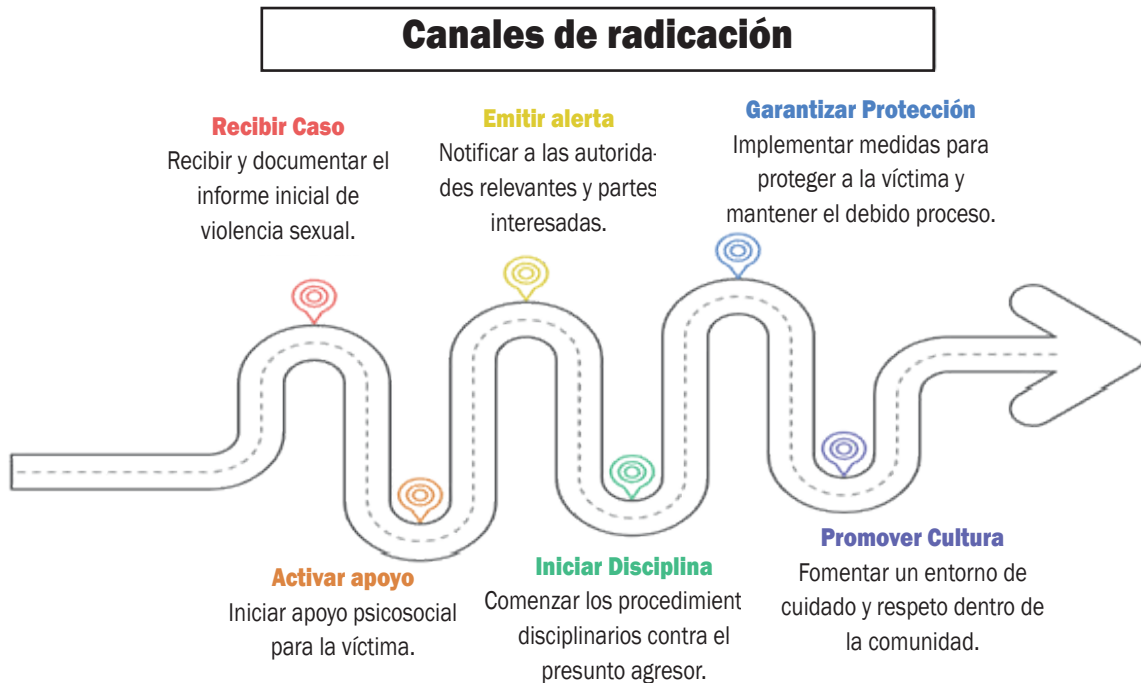 Canales de radicación
Recibir Caso
Recibir y documentar el
informe inicial de
violencia sexual.
Activar apoyo
Iniciar apoyo psicosocial
para la víctima.
Emitir alerta
Notificar a las autorida-
des relevantes y partes
interesadas.
Iniciar Disciplina
Comenzar los procedimient
disciplinarios contra el
presunto agresor.
Garantizar Protección
Implementar medidas para
proteger a la víctima y
mantener el debido proceso.
Promover Cultura
Fomentar un entorno de
cuidado y respeto dentro de
la comunidad.